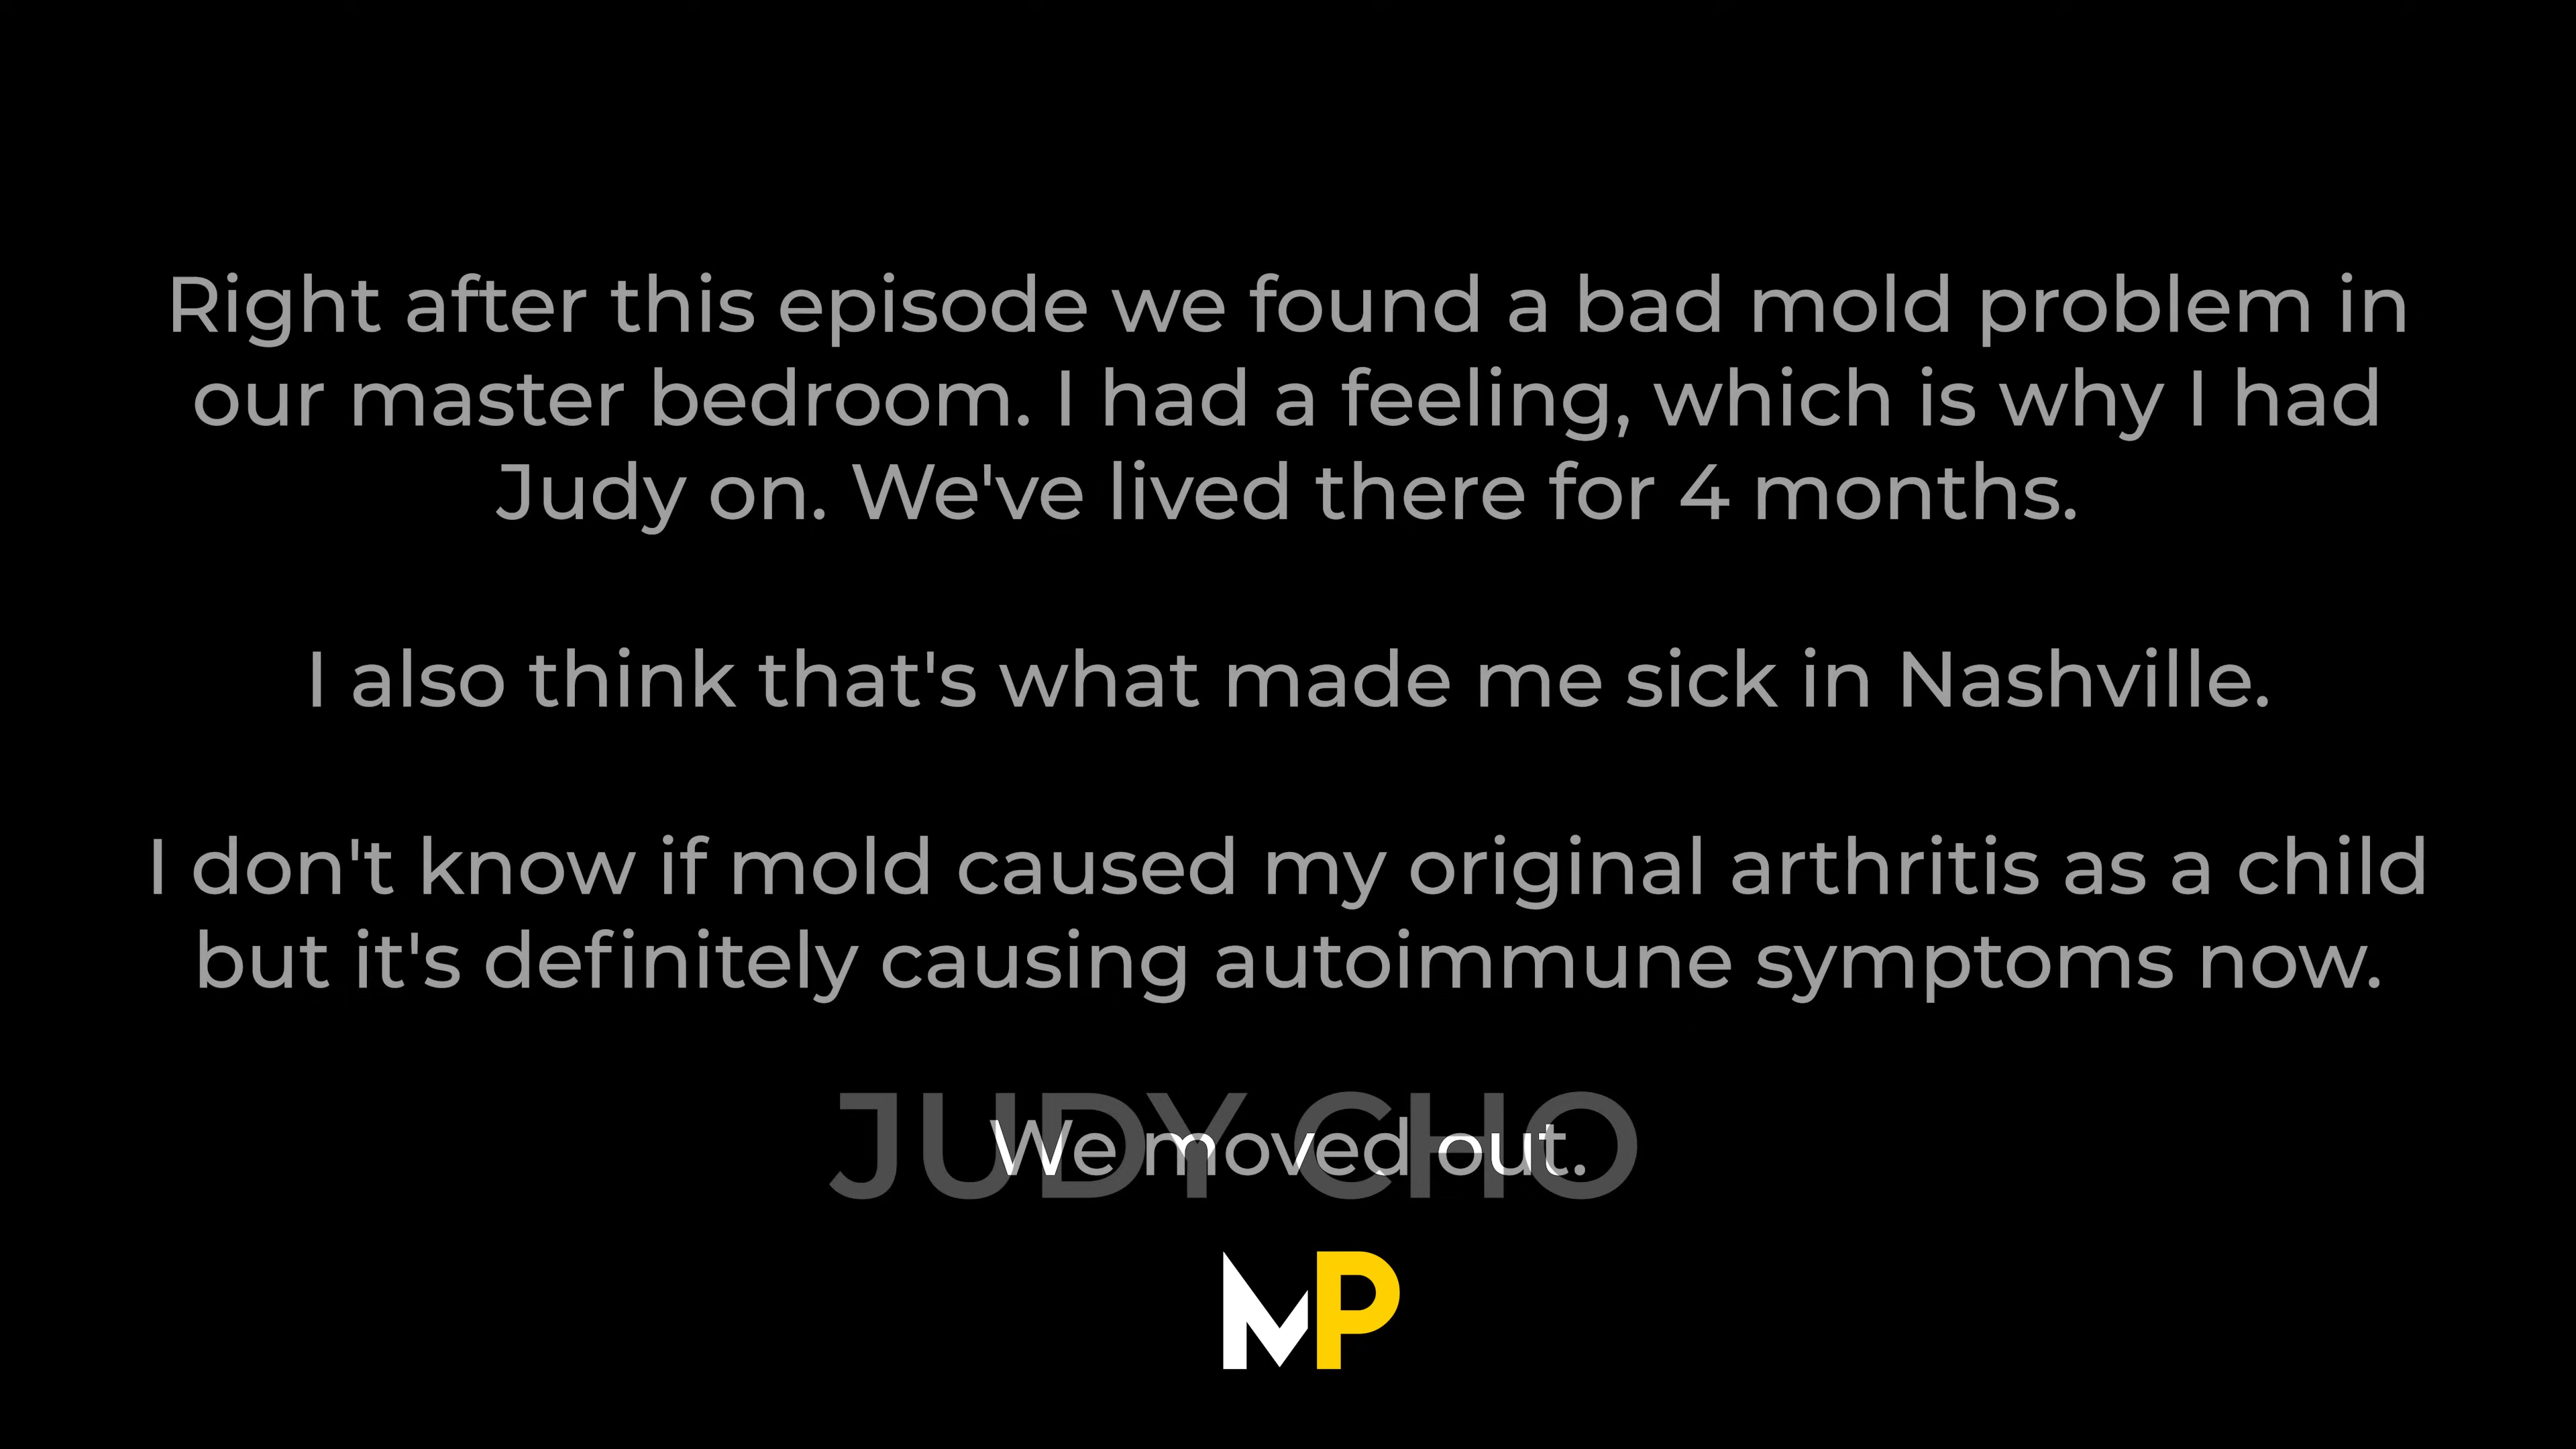 Right after this episode we found a bad mold problem in
our master bedroom. I had a feeling, which is why I had
Judy on. We've lived there for 4 months.
I also think that's what made me sick in Nashville.
I don't know if mold caused my original arthritis as a child
but it's definitely causing autoimmune symptoms now.
JUDY CHO
We moved out.
MP